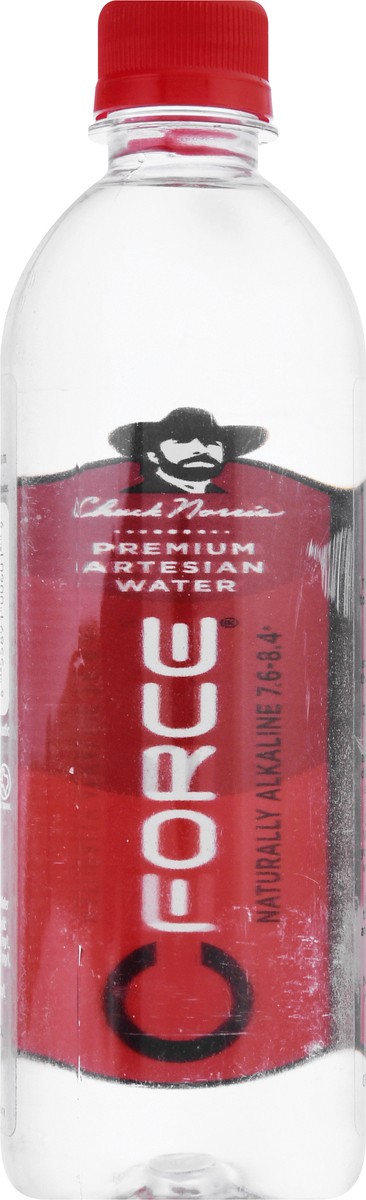 Chuck Norris
PREMIUM
ARTESIAN
WATER
CFORCE®
NATURALLY ALKALINE 7.6-8.4*